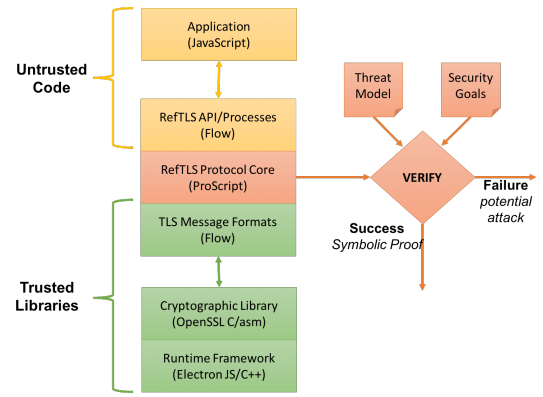 Untrusted
Code
Application
(JavaScript)
RefTLS API/Processes
(Flow)
RefTLS Protocol Core
(ProScript)
TLS Message Formats
(Flow)
Trusted
Libraries
Cryptographic Library
(OpenSSL C/asm)
Runtime Framework
(Electron JS/C++)
Threat
Model
Security
Goals
VERIFY
Failure
potential
attack
Success
Symbolic Proof